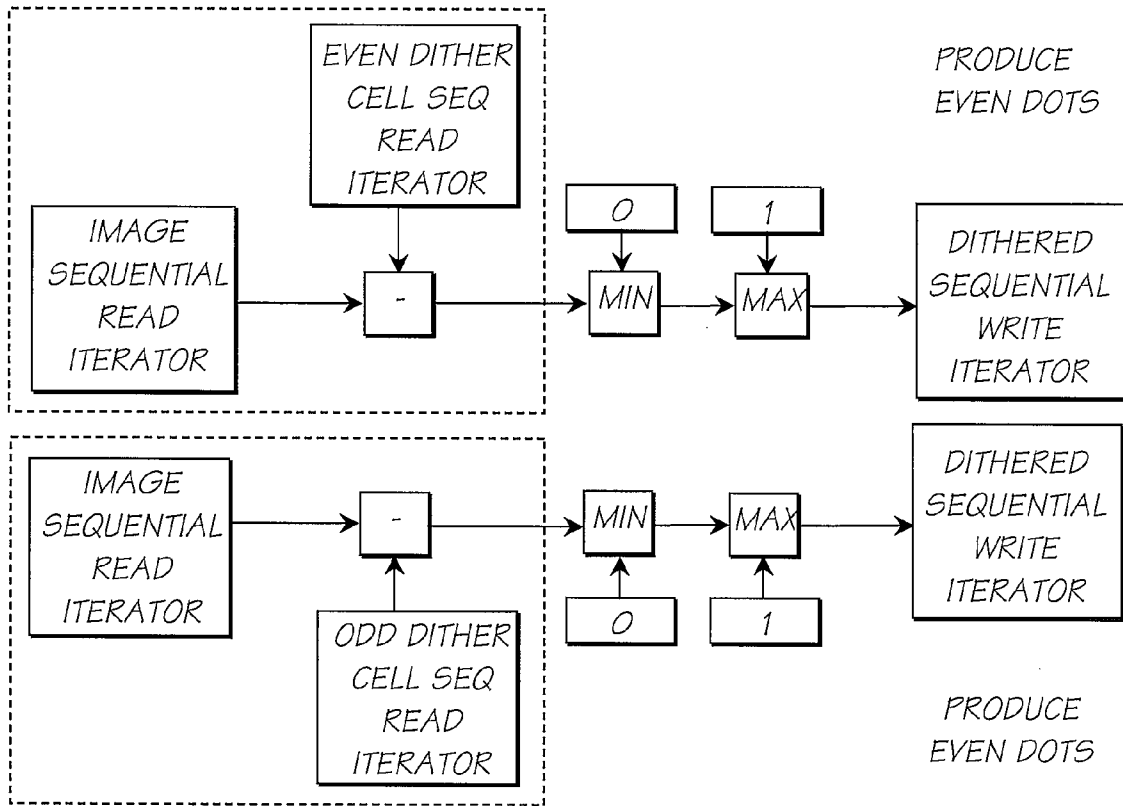 EVEN DITHER
CELL SEQ
READ
ITERATOR
PRODUCE
EVEN DOTS
IMAGE
SEQUENTIAL
READ
ITERATOR
-
0
1
MIN
MAX
DITHERED
SEQUENTIAL
WRITE
ITERATOR
IMAGE
SEQUENTIAL
READ
ITERATOR
-
MIN
MAX
0
1
DITHERED
SEQUENTIAL
WRITE
ITERATOR
ODD DITHER
CELL SEQ
READ
ITERATOR
PRODUCE
EVEN DOTS